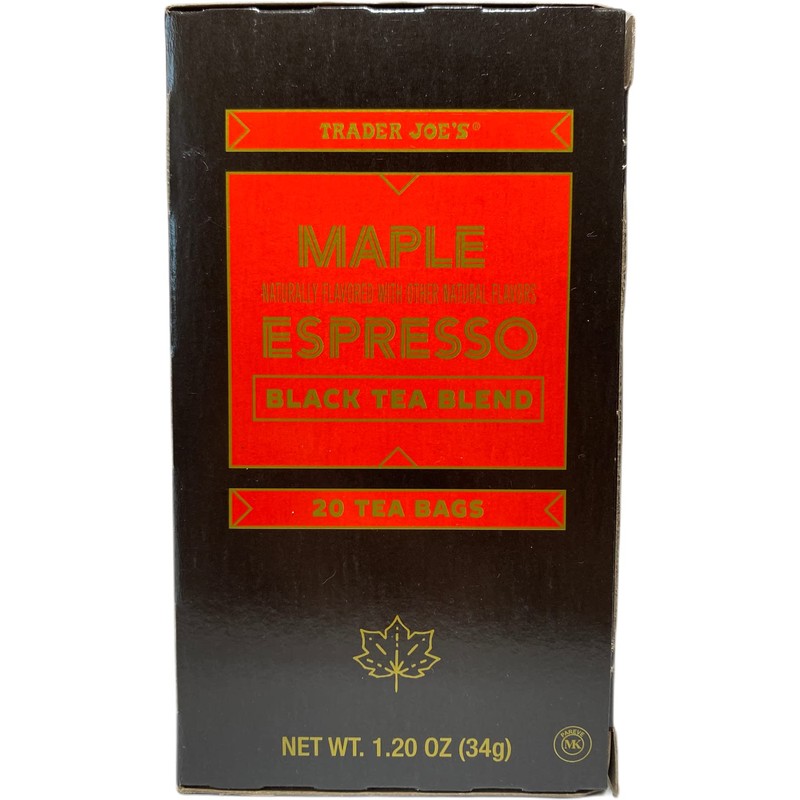 TRADER JOE'S®
MAPLE
NATURALLY FLAVORED WITH OTHER NATURAL FLAVORS
ESPRESSO
BLACK TEA BLEND
20 TEA BAGS
NET WT. 1.20 OZ (34g)
PAREVE
MK